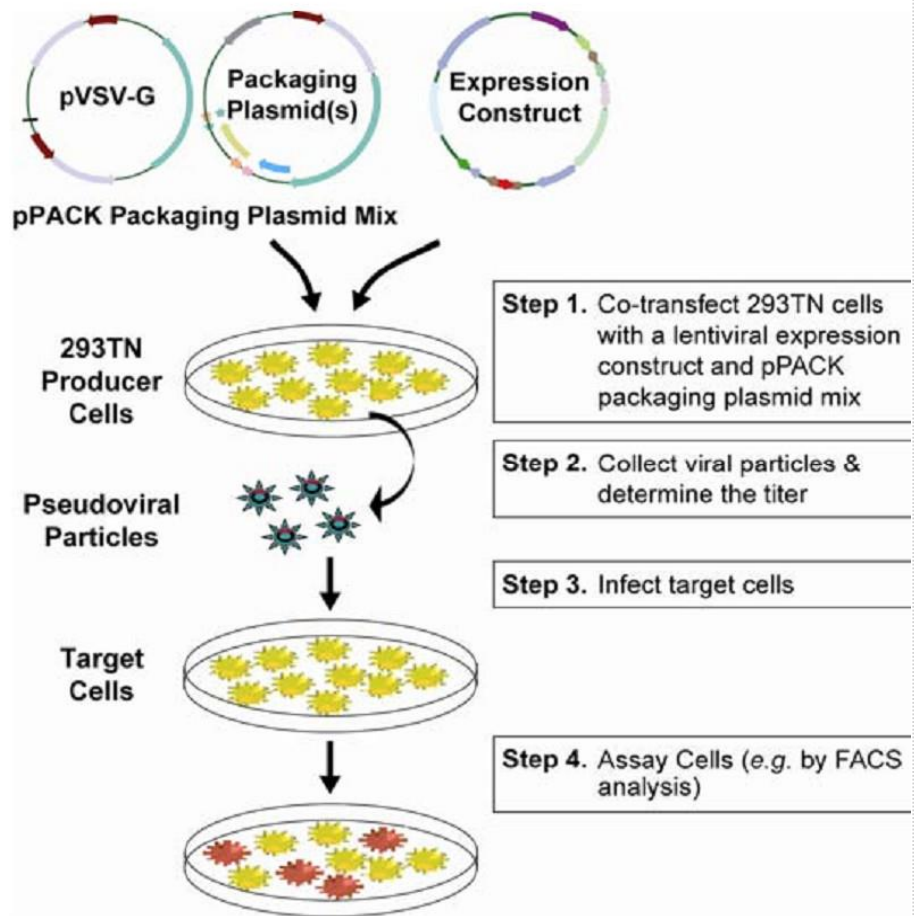 pVSV-G
Packaging
Plasmid(s)
Expression
Construct
pPACK Packaging Plasmid Mix
293TN
Producer
Cells
Step 1. Co-transfect 293TN cells
with a lentiviral expression
construct and pPACK
packaging plasmid mix
Pseudoviral
Particles
Step 2. Collect viral particles &
determine the titer
Step 3. Infect target cells
Target
Cells
Step 4. Assay Cells (e.g. by FACS
analysis)